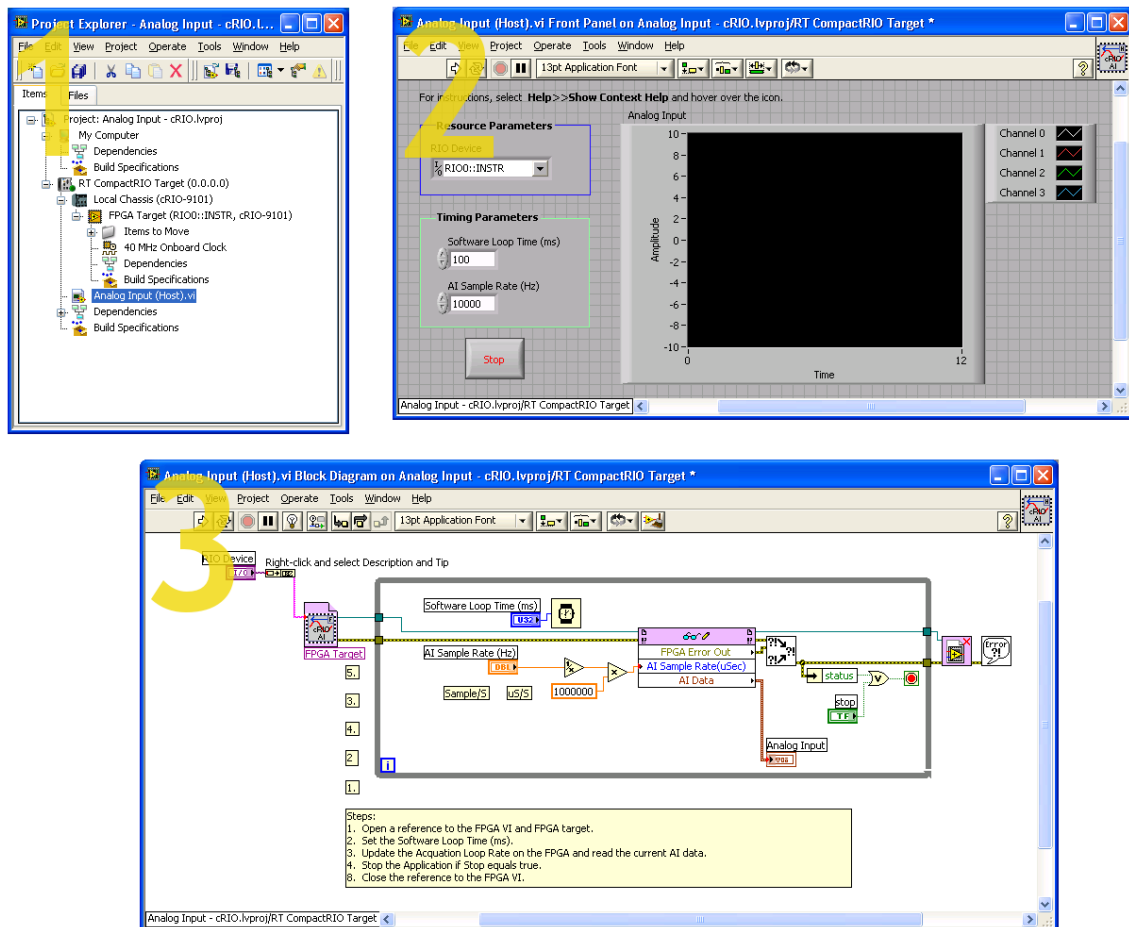 1
Project Explorer - Analog Input - cRIO.l...
File Edit View Project Operate Tools Window Help
Items Files
Project: Analog Input - cRIO.lvproj
My Computer
Dependencies
Build Specifications
RT CompactRIO Target (0.0.0.0)
Local Chassis (cRIO-9101)
FPGA Target (RIO0::INSTR, cRIO-9101)
Items to Move
40 MHz Onboard Clock
Dependencies
Build Specifications
Analog Input (Host).vi
Dependencies
Build Specifications
2
Analog Input (Host).vi Front Panel on Analog Input - cRIO.lvproj/RT CompactRIO Target *
File Edit View Project Operate Tools Window Help
13pt Application Font
?
cRIO
AI
For instructions, select Help>>Show Context Help and hover over the icon.
Resource Parameters
RIO Device
I/O RIO0::INSTR
Timing Parameters
Software Loop Time (ms)
100
AI Sample Rate (Hz)
10000
Stop
Analog Input
Amplitude
10
8
6
4
2
0
-2
-4
-6
-8
-10
0 12
Time
Channel 0
Channel 1
Channel 2
Channel 3
Analog Input - cRIO.lvproj/RT CompactRIO Target
3
Analog Input (Host).vi Block Diagram on Analog Input - cRIO.lvproj/RT CompactRIO Target *
File Edit View Project Operate Tools Window Help
13pt Application Font
?
cRIO
AI
RIO Device
I/O
Right-click and select Description and Tip
cRIO
AI
FPGA Target
Software Loop Time (ms)
U32
AI Sample Rate (Hz)
DBL
1/x
x
Sample/S uS/S
1000000
FPGA Error Out
AI Sample Rate(uSec)
AI Data
?!
?!
?!
status
V
stop
TF
Analog Input
Error
?!
i
5.
3.
4.
2
1.
Steps:
1. Open a reference to the FPGA VI and FPGA target.
2. Set the Software Loop Time (ms).
3. Update the Acquation Loop Rate on the FPGA and read the current AI data.
4. Stop the Application if Stop equals true.
8. Close the reference to the FPGA VI.
Analog Input - cRIO.lvproj/RT CompactRIO Target